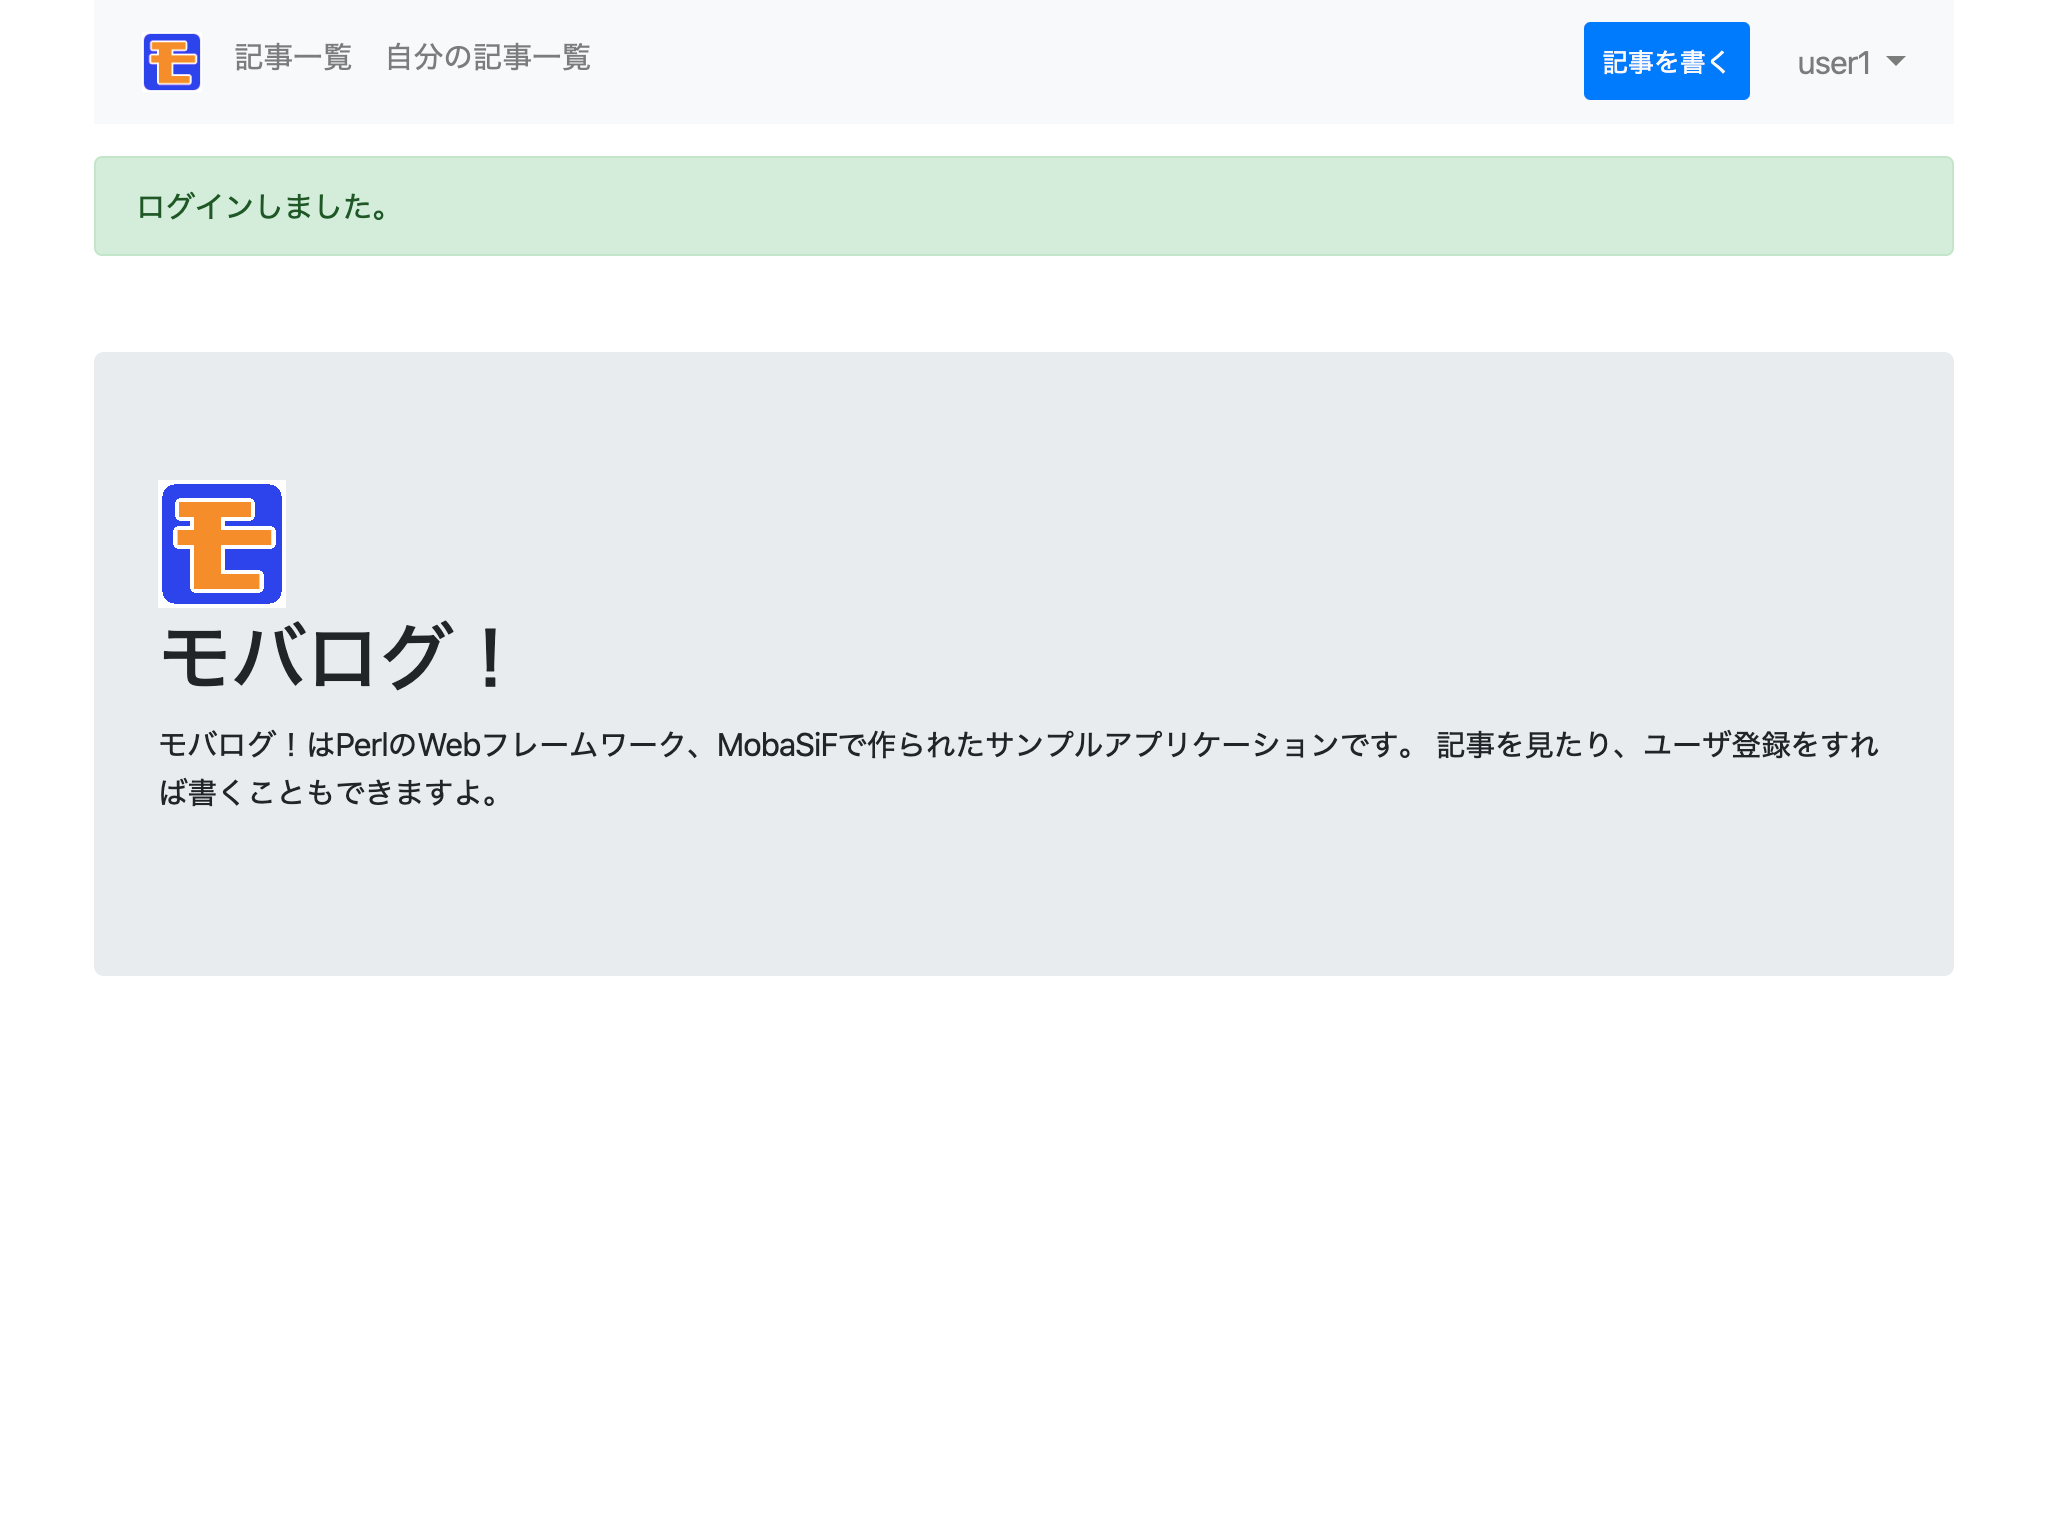 モ 記事一覧 自分の記事一覧 記事を書く user1
ログインしました。
モ
モバログ！
モバログ！はPerlのWebフレームワーク、MobaSiFで作られたサンプルアプリケーションです。 記事を見たり、ユーザ登録をすれ
ば書くこともできますよ。